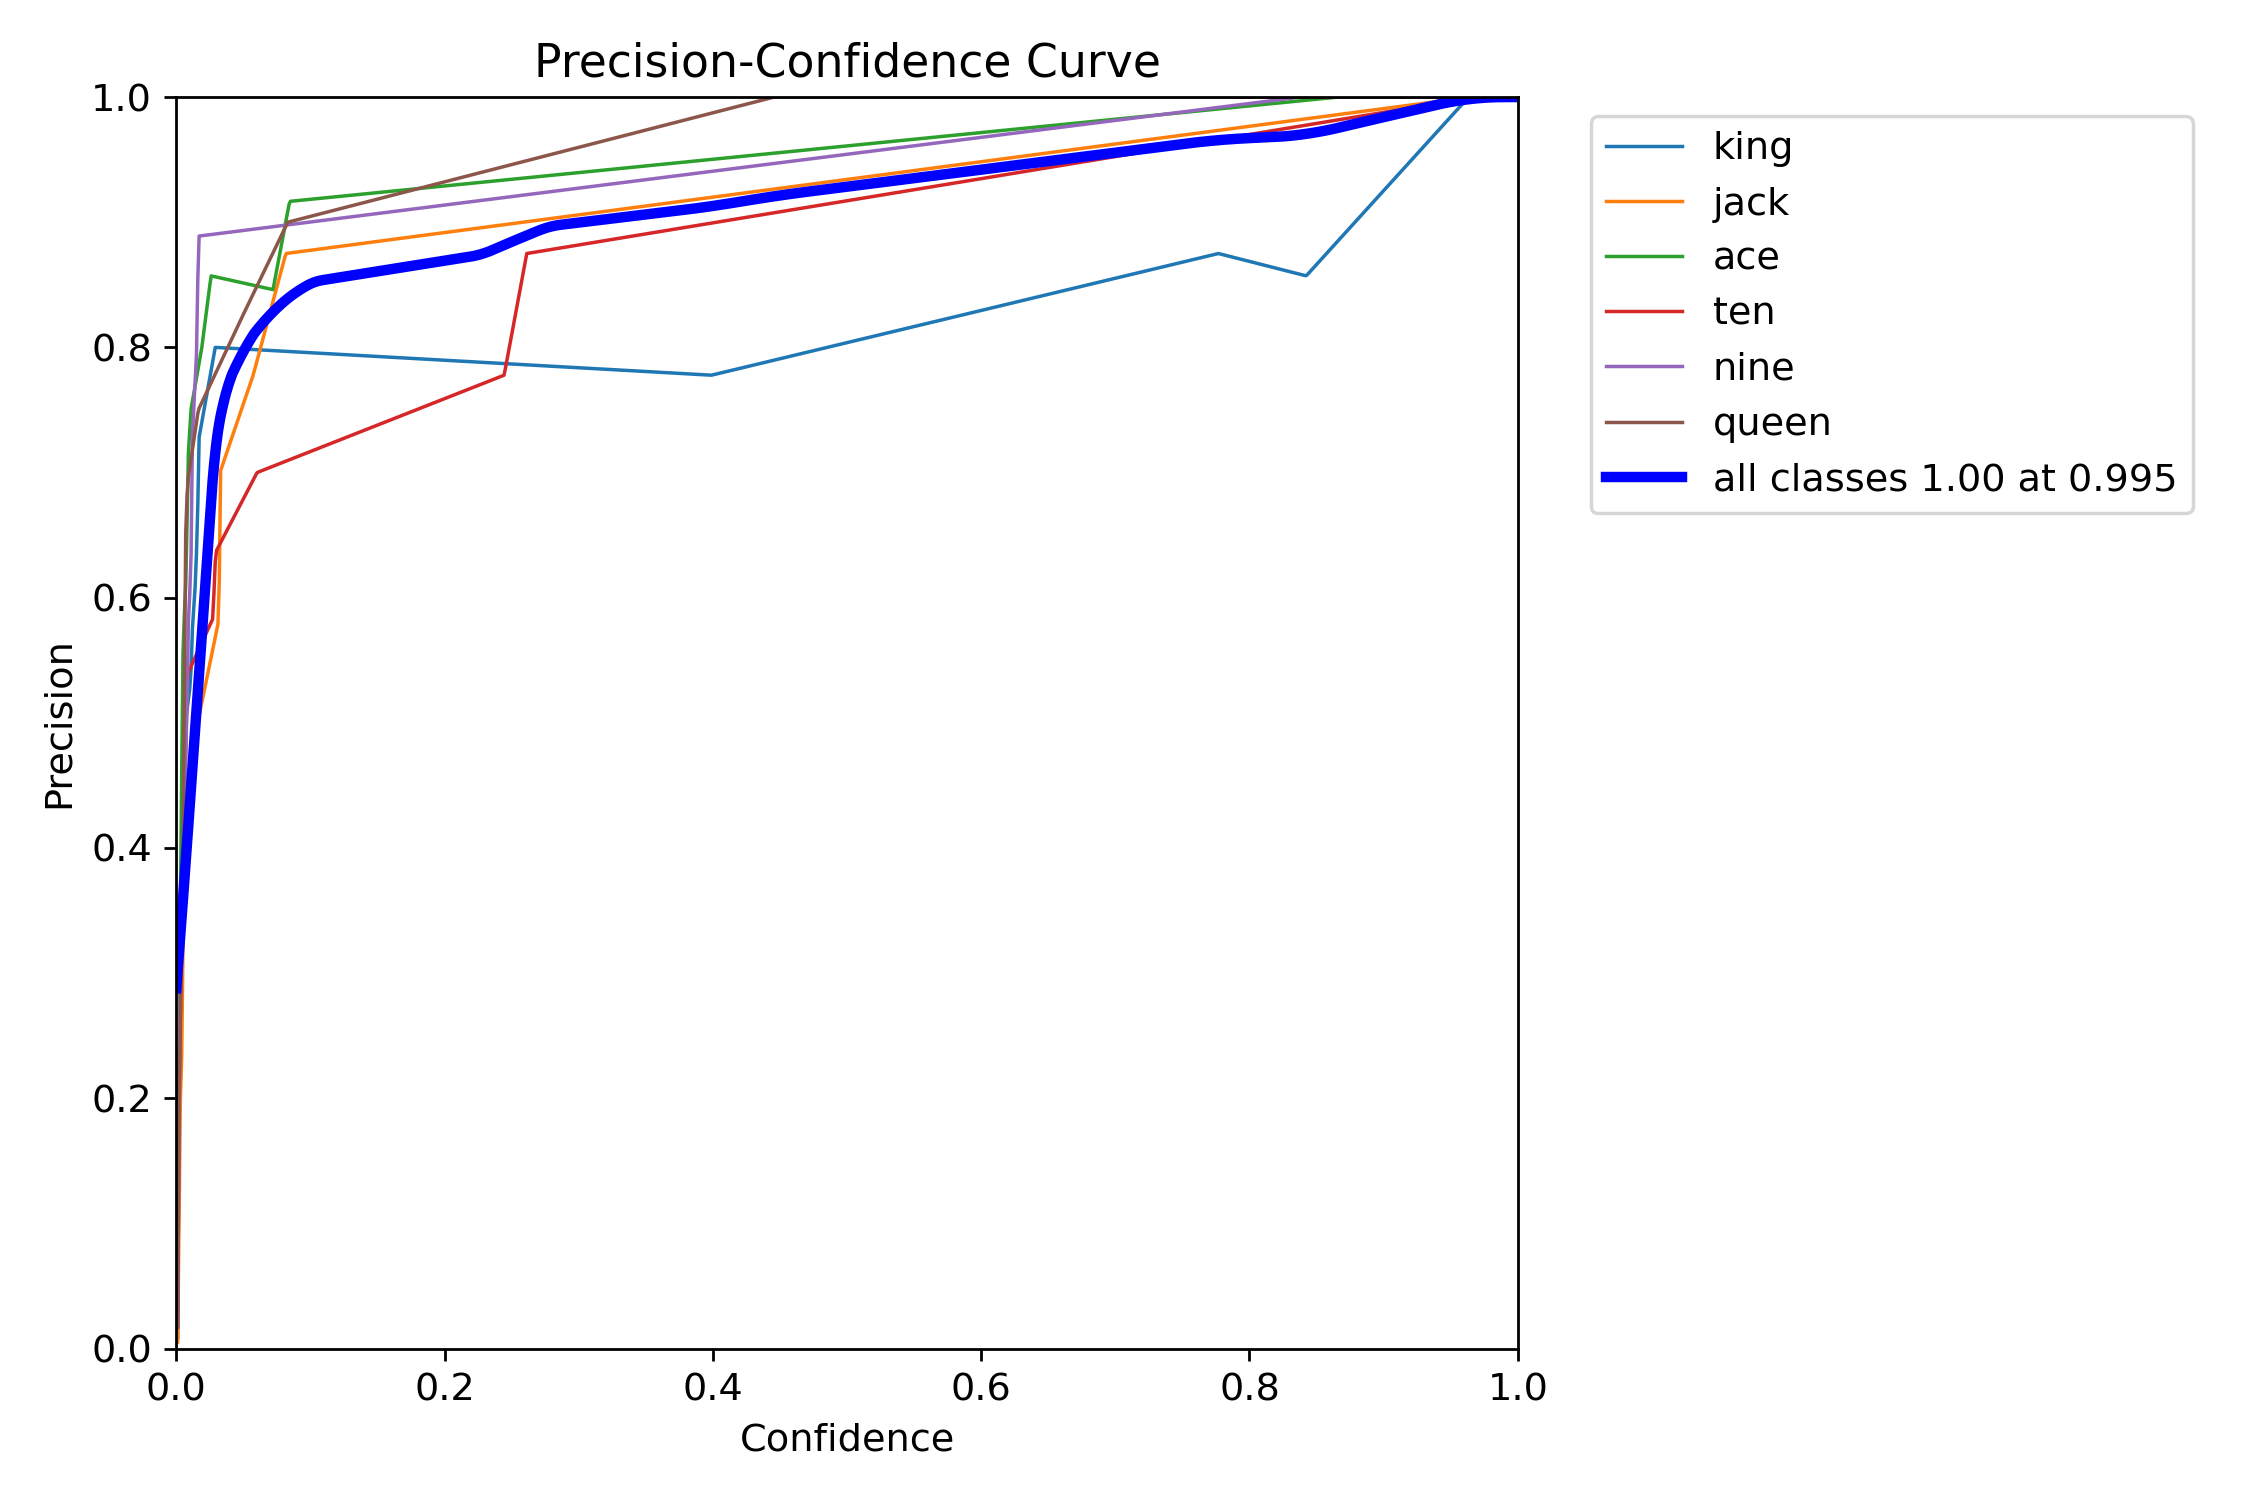 Precision-Confidence Curve
1.0
0.8
0.6
0.4
0.2
0.0
Precision
0.0 0.2 0.4 0.6 0.8 1.0
Confidence
king
jack
ace
ten
nine
queen
all classes 1.00 at 0.995